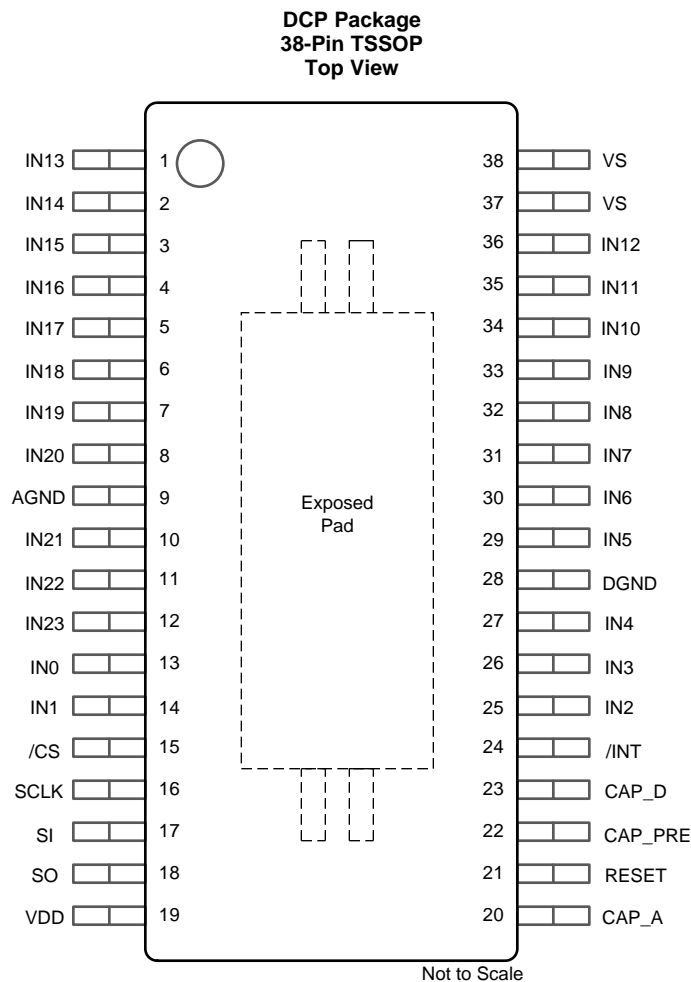 DCP Package
38-Pin TSSOP
Top View
IN13 1 38 VS
IN14 2 37 VS
IN15 3 36 IN12
IN16 4 35 IN11
IN17 5 34 IN10
IN18 6 33 IN9
IN19 7 32 IN8
IN20 8 31 IN7
AGND 9 30 IN6
Exposed
Pad
IN21 10 29 IN5
IN22 11 28 DGND
IN23 12 27 IN4
IN0 13 26 IN3
IN1 14 25 IN2
/CS 15 24 /INT
SCLK 16 23 CAP_D
SI 17 22 CAP_PRE
SO 18 21 RESET
VDD 19 20 CAP_A
Not to Scale